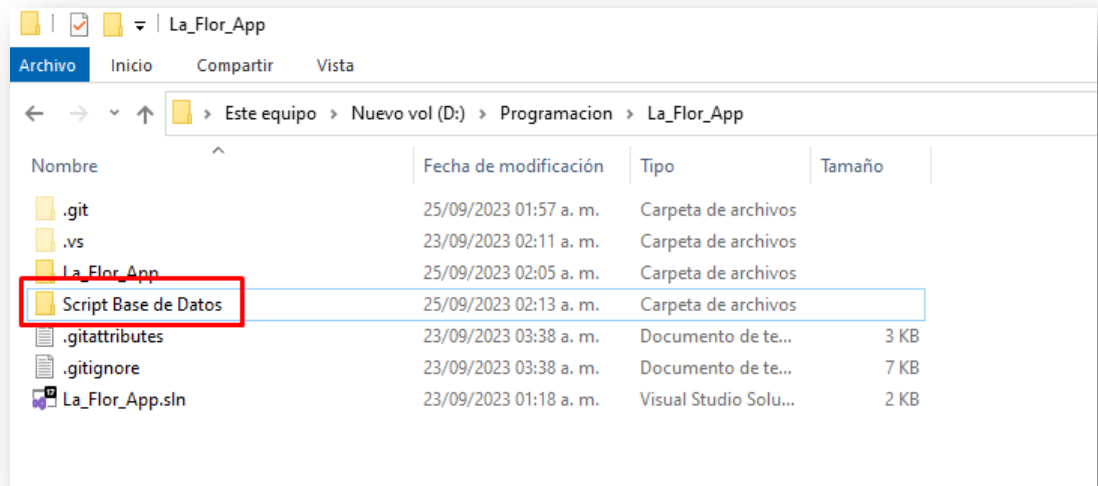 La_Flor_App
Archivo Inicio Compartir Vista
Este equipo > Nuevo vol (D:) > Programacion > La_Flor_App
Nombre Fecha de modificación Tipo Tamaño
.git 25/09/2023 01:57 a. m. Carpeta de archivos
.vs 23/09/2023 02:11 a. m. Carpeta de archivos
La_Flor_App 25/09/2023 02:05 a. m. Carpeta de archivos
Script Base de Datos 25/09/2023 02:13 a. m. Carpeta de archivos
.gitattributes 23/09/2023 03:38 a. m. Documento de te... 3 KB
.gitignore 23/09/2023 03:38 a. m. Documento de te... 7 KB
La_Flor_App.sln 23/09/2023 01:18 a. m. Visual Studio Solu... 2 KB